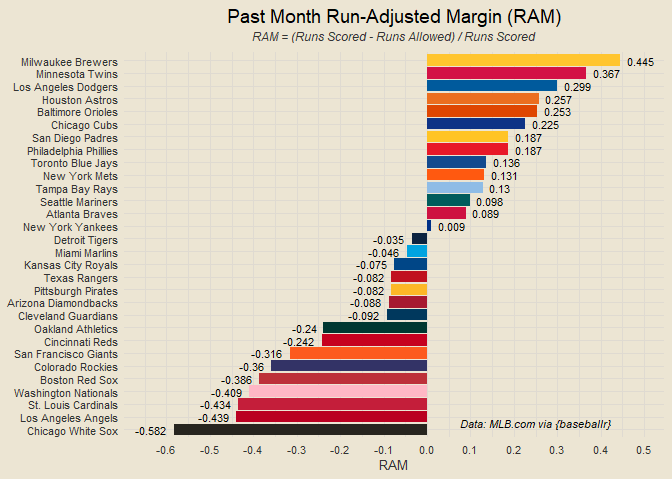 Past Month Run-Adjusted Margin (RAM)
RAM = (Runs Scored - Runs Allowed) / Runs Scored
Milwaukee Brewers 0.445
Minnesota Twins 0.367
Los Angeles Dodgers 0.299
Houston Astros 0.257
Baltimore Orioles 0.253
Chicago Cubs 0.225
San Diego Padres 0.187
Philadelphia Phillies 0.187
Toronto Blue Jays 0.136
New York Mets 0.131
Tampa Bay Rays 0.13
Seattle Mariners 0.098
Atlanta Braves 0.089
New York Yankees 0.009
Detroit Tigers -0.035
Miami Marlins -0.046
Kansas City Royals -0.075
Texas Rangers -0.082
Pittsburgh Pirates -0.082
Arizona Diamondbacks -0.088
Cleveland Guardians -0.092
Oakland Athletics -0.24
Cincinnati Reds -0.242
San Francisco Giants -0.316
Colorado Rockies -0.36
Boston Red Sox -0.386
Washington Nationals -0.409
St. Louis Cardinals -0.434
Los Angeles Angels -0.439
Chicago White Sox -0.582
Data: MLB.com via {baseballr}
-0.6 -0.5 -0.4 -0.3 -0.2 -0.1 0.0 0.1 0.2 0.3 0.4 0.5
RAM